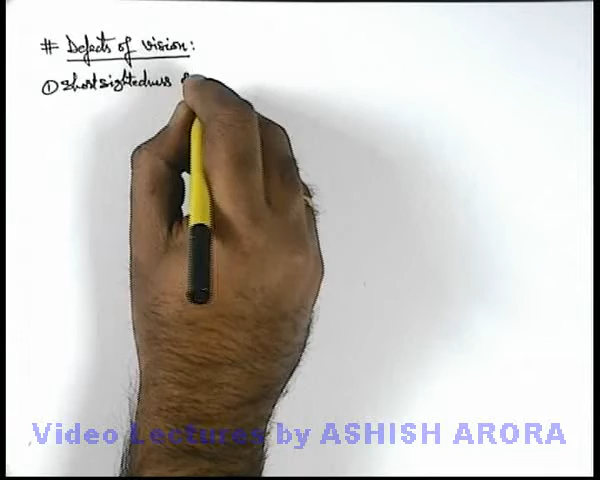 # Defects of vision:
① Shortsightedness
Video Lectures by ASHISH ARORA